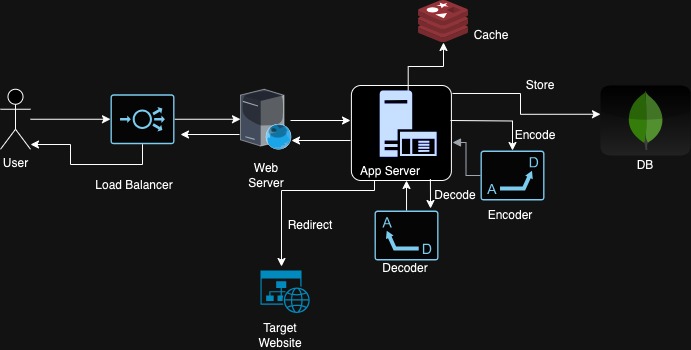 Cache
Store
User
Load Balancer
Web
Server
App Server
Encode
DB
A
D
Encoder
Decode
Redirect
A
D
Decoder
Target
Website